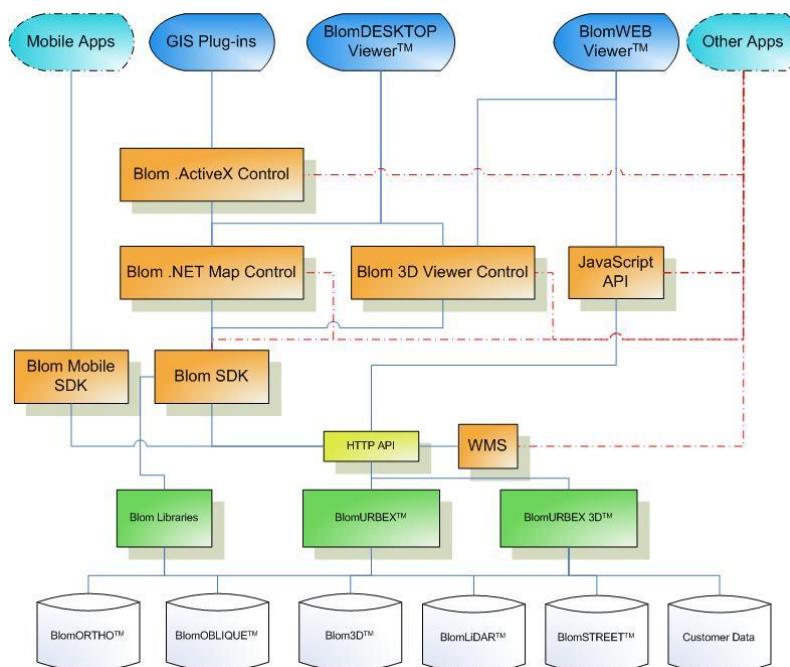 Mobile Apps
GIS Plug-ins
BlomDESKTOP
Viewer™
BlomWEB
Viewer™
Other Apps
Blom .ActiveX Control
Blom .NET Map Control
Blom 3D Viewer Control
JavaScript
API
Blom Mobile
SDK
Blom SDK
HTTP API
WMS
Blom Libraries
BlomURBEX™
BlomURBEX 3D™
BlomORTHO™
BlomOBLIQUE™
Blom3D™
BlomLiDAR™
BlomSTREET™
Customer Data